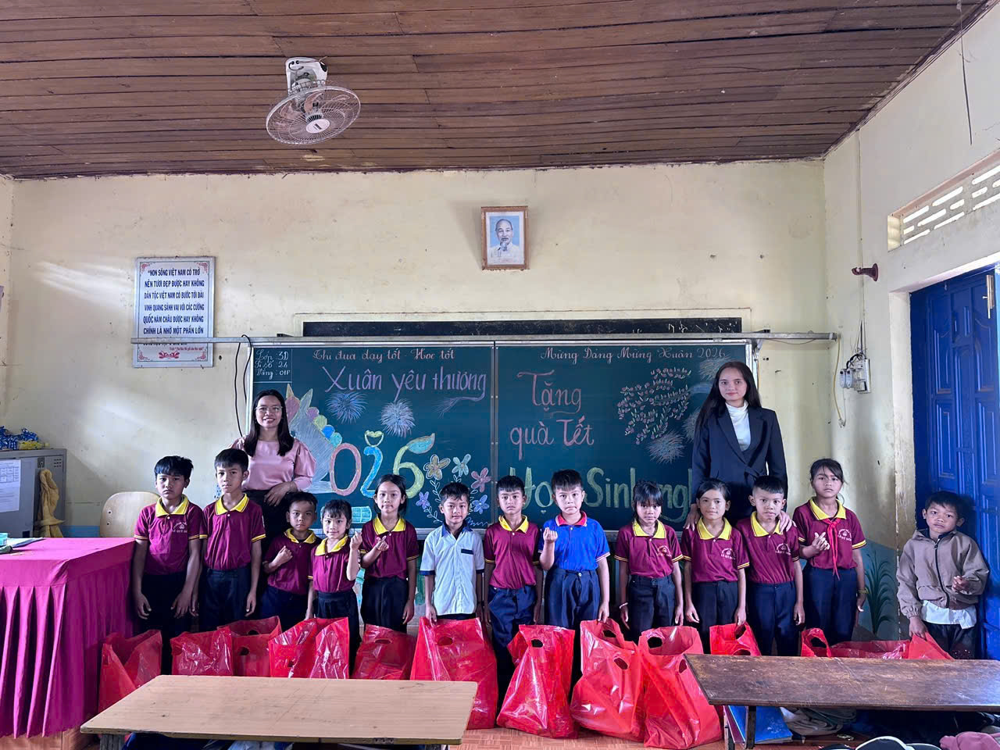 "NON SÔNG VIỆT NAM CÓ TRỞ
NÊN TƯƠI ĐẸP ĐƯỢC HAY KHÔNG
DÂN TỘC VIỆT NAM CÓ BƯỚC TỚI ĐÀI
VINH QUANG SÁNH VAI VỚI CÁC CƯỜNG
QUỐC NĂM CHÂU ĐƯỢC HAY KHÔNG
CHÍNH LÀ NHỜ MỘT PHẦN LỚN
Lớp : 3D
Sĩ số : 26
Vắng : 01P
Thi đua dạy tốt - Học tốt
Xuân yêu thương
2026
Mừng Đảng Mừng Xuân 2026
Tặng
quà Tết
Học Sinh ng